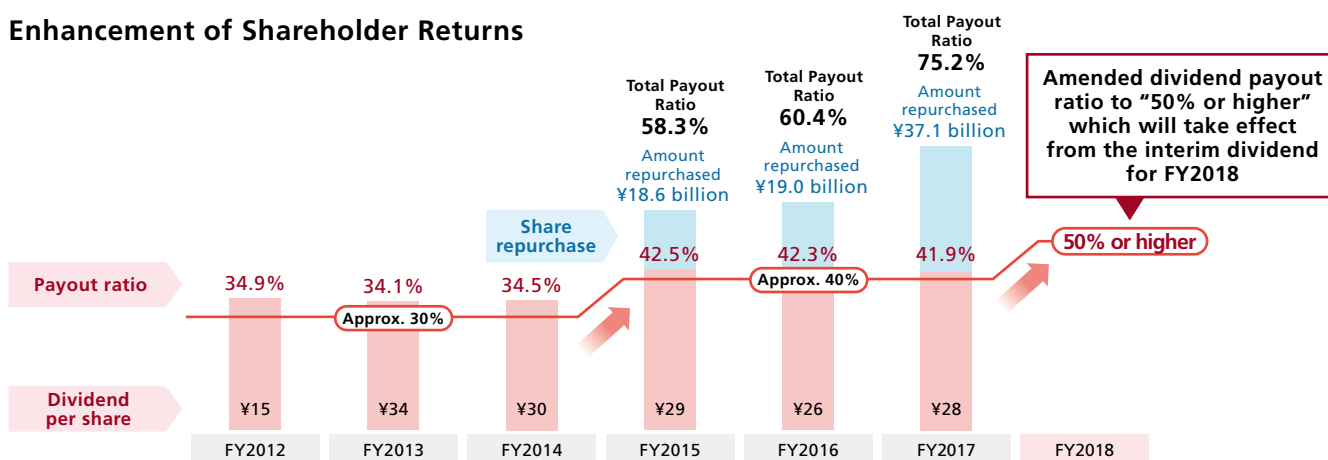 Enhancement of Shareholder Returns
Total Payout
Ratio
58.3%
Amount
repurchased
¥18.6 billion
Total Payout
Ratio
60.4%
Amount
repurchased
¥19.0 billion
Total Payout
Ratio
75.2%
Amount
repurchased
¥37.1 billion
Amended dividend payout
ratio to “50% or higher”
which will take effect
from the interim dividend
for FY2018
Share
repurchase
Payout ratio
34.9%
34.1%
34.5%
42.5%
42.3%
41.9%
50% or higher
Approx. 30%
Approx. 40%
Dividend
per share
¥15
¥34
¥30
¥29
¥26
¥28
FY2012
FY2013
FY2014
FY2015
FY2016
FY2017
FY2018